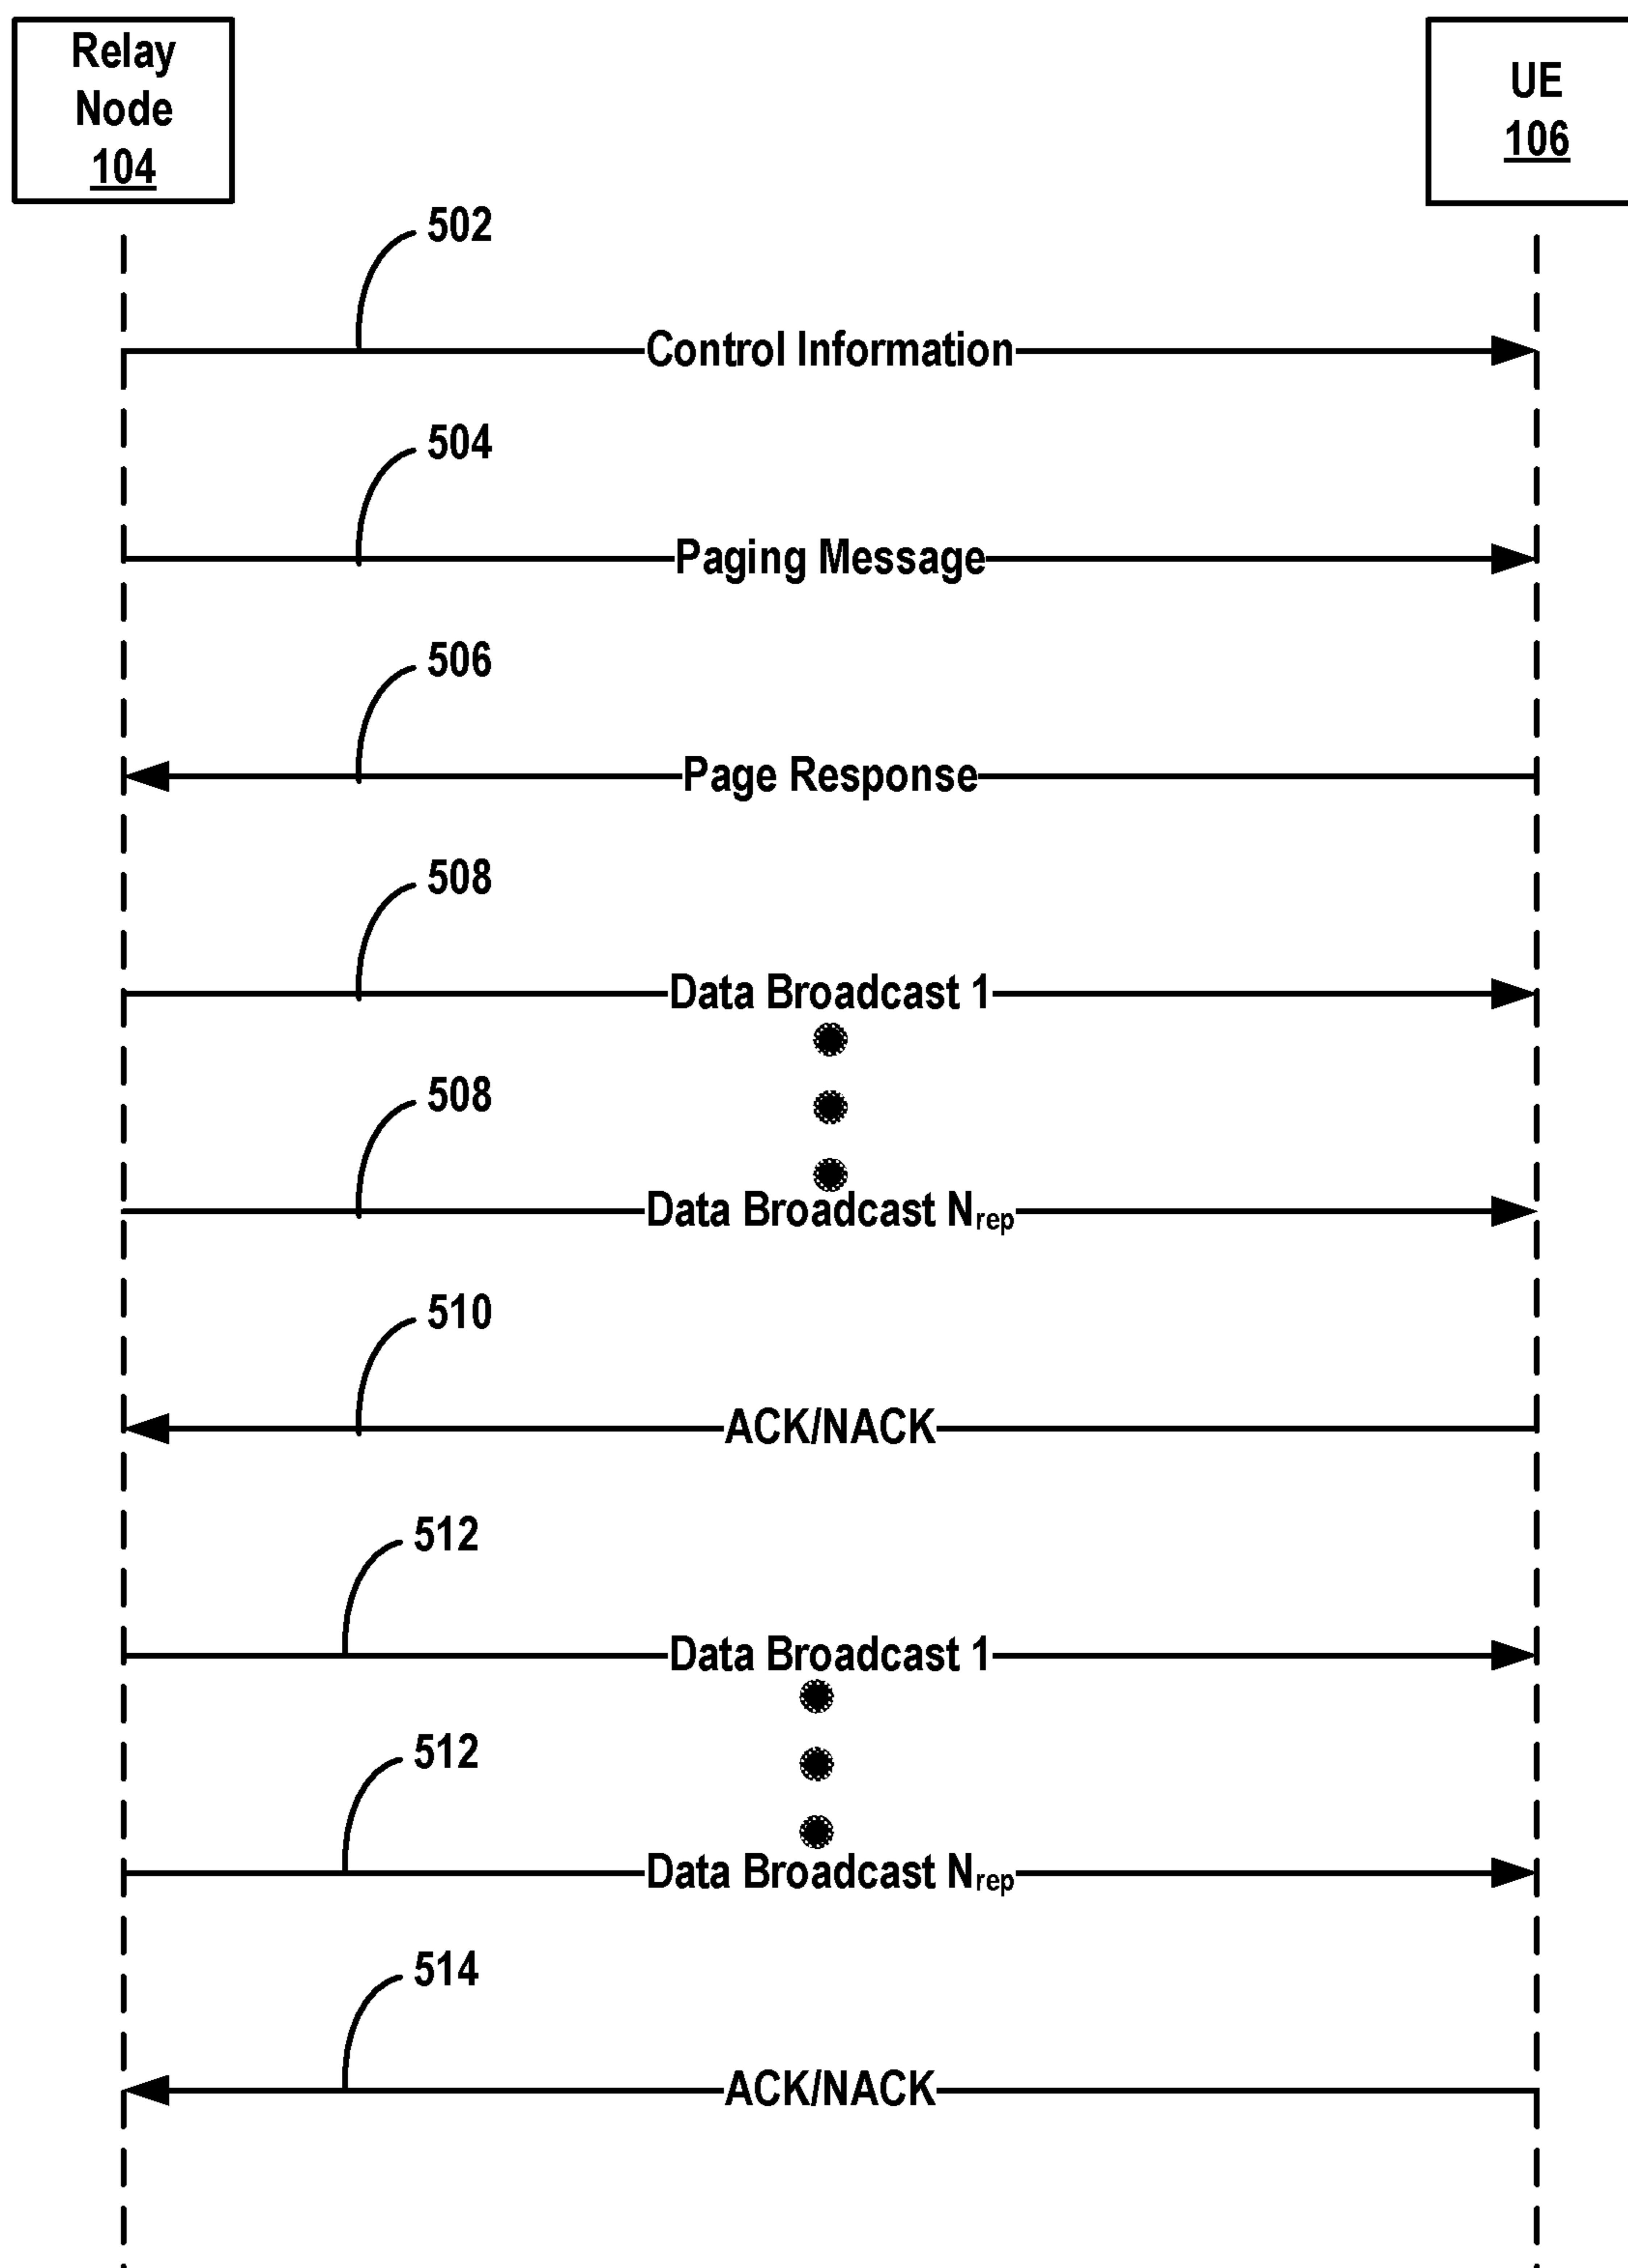 Relay
Node
104
UE
106
502
Control Information
504
Paging Message
506
Page Response
508
Data Broadcast 1
508
Data Broadcast Nrep
510
ACK/NACK
512
Data Broadcast 1
512
Data Broadcast Nrep
514
ACK/NACK